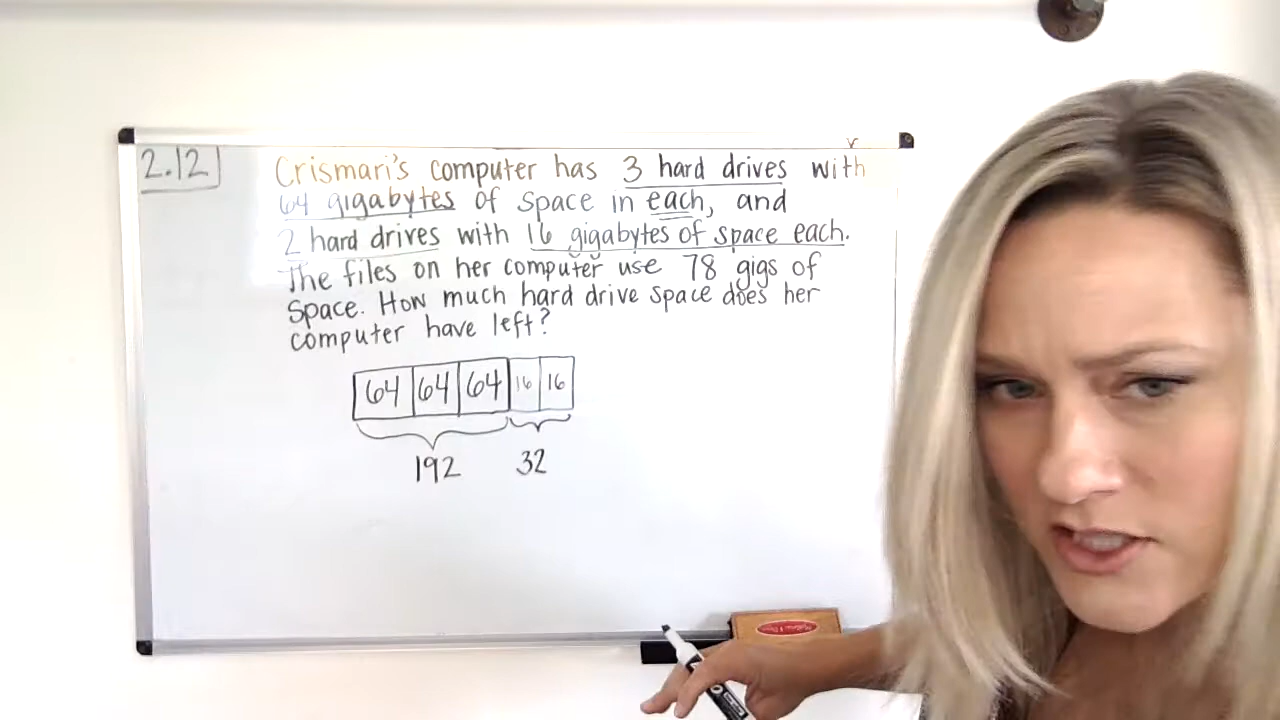 2.12
Crismari's computer has 3 hard drives with
64 gigabytes of space in each, and
2 hard drives with 16 gigabytes of space each.
The files on her computer use 78 gigs of
Space. How much hard drive space does her
computer have left?
64 64 64 16 16
192 32